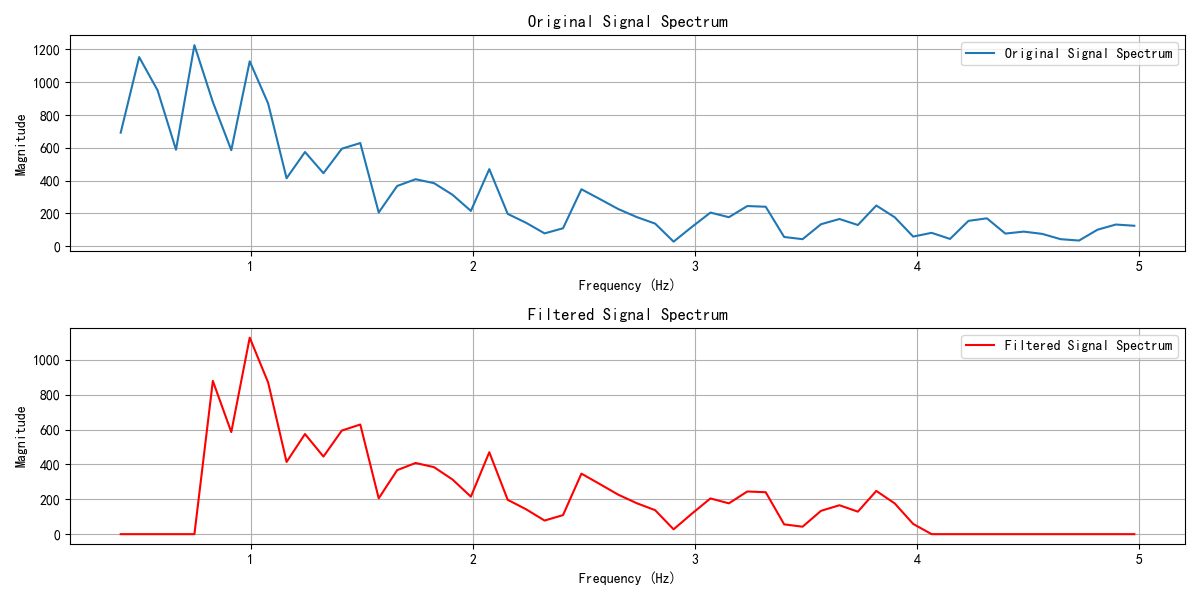 Original Signal Spectrum
1200
1000
800
600
400
200
0
Magnitude
Original Signal Spectrum
1 2 3 4 5
Frequency (Hz)
Filtered Signal Spectrum
1000
800
600
400
200
0
Magnitude
Filtered Signal Spectrum
1 2 3 4 5
Frequency (Hz)